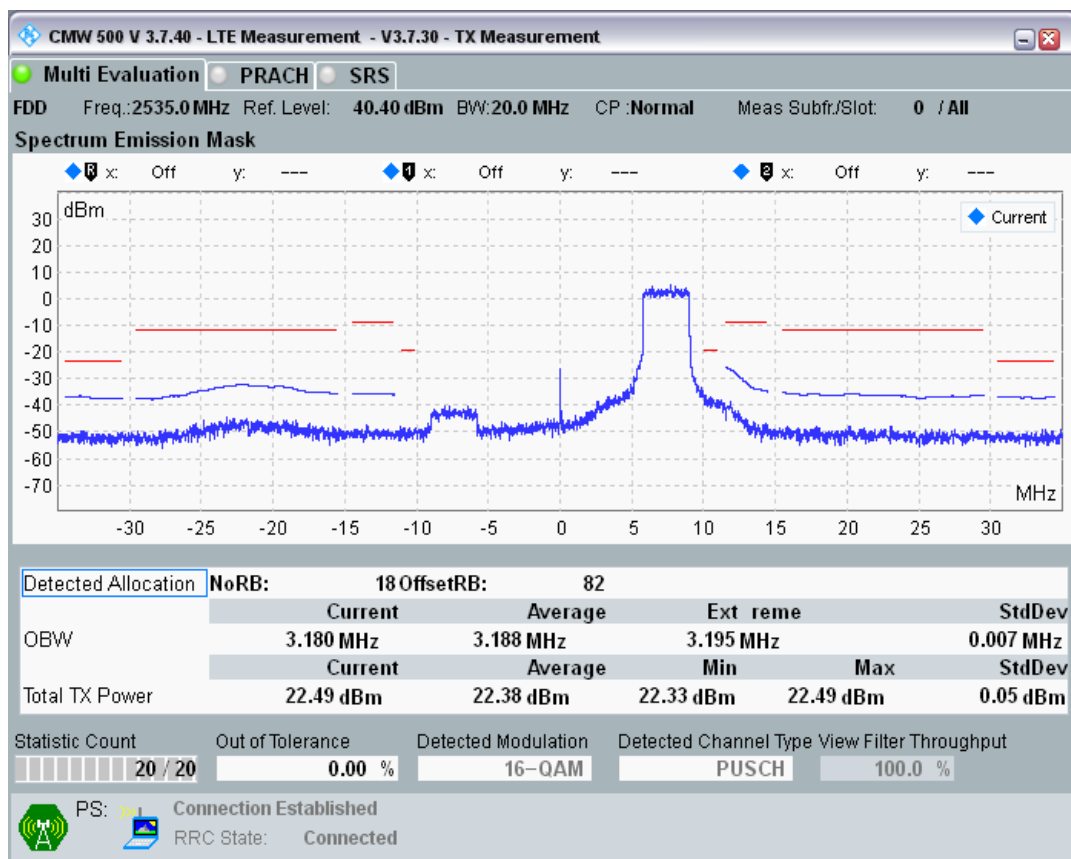 CMW 500 V 3.7.40 - LTE Measurement - V3.7.30 - TX Measurement
Multi Evaluation PRACH SRS
FDD Freq.:2535.0 MHz Ref. Level: 40.40 dBm BW:20.0 MHz CP :Normal Meas Subfr./Slot: 0 / All
Spectrum Emission Mask
R x: Off y: --- 1 x: Off y: --- 2 x: Off y: ---
dBm
Current
30
20
10
0
-10
-20
-30
-40
-50
-60
-70
MHz
-30 -25 -20 -15 -10 -5 0 5 10 15 20 25 30
Detected Allocation NoRB: 18 OffsetRB: 82
Current Average Ext reme StdDev
OBW 3.180 MHz 3.188 MHz 3.195 MHz 0.007 MHz
Current Average Min Max StdDev
Total TX Power 22.49 dBm 22.38 dBm 22.33 dBm 22.49 dBm 0.05 dBm
Statistic Count Out of Tolerance Detected Modulation Detected Channel Type View Filter Throughput
20 / 20 0.00 % 16-QAM PUSCH 100.0 %
PS: Connection Established
RRC State: Connected